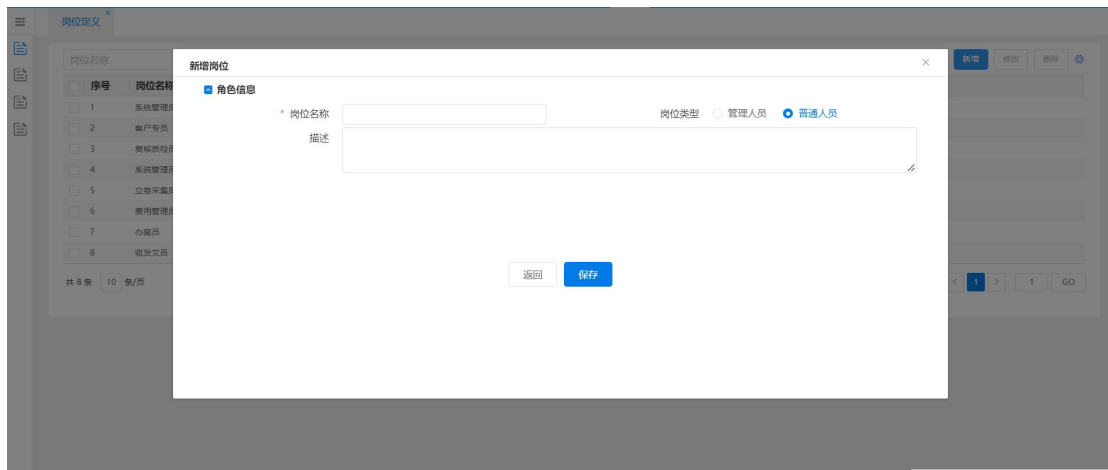 岗位定义 ×
岗位名称
新增 修改 删除
序号 岗位名称
1 系统管理员
2 客户专员
3 复核质检员
4 系统管理员
5 立卷采集员
6 费用管理员
7 办案员
8 收发文员
共 8 条 10 条/页
< 1 > 1 GO
新增岗位 ×
角色信息
* 岗位名称 岗位类型 管理人员 普通人员
描述
返回 保存